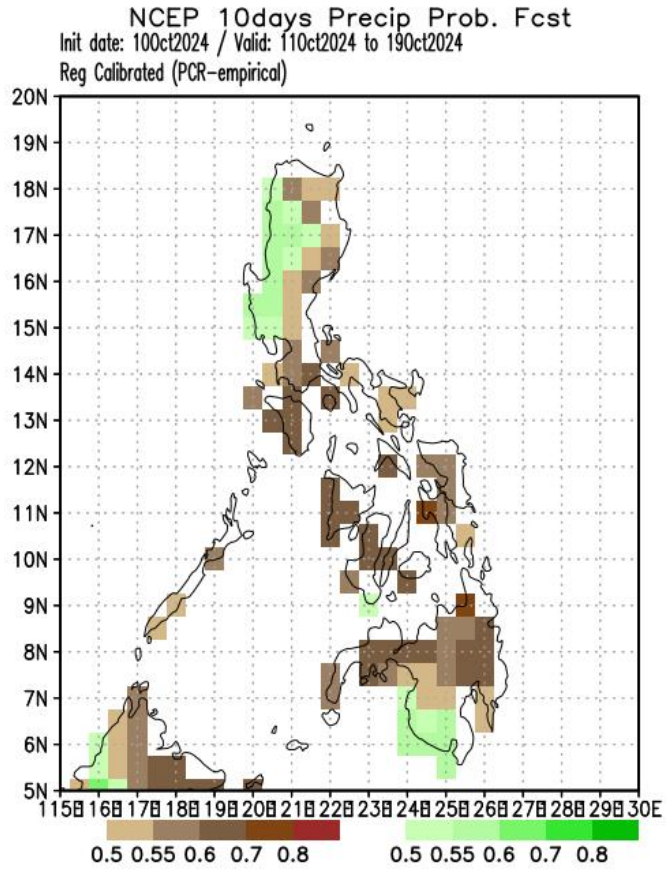 NCEP 10days Precip Prob. Fcst
Init date: 10Oct2024 / Valid: 11Oct2024 to 19Oct2024
Reg Calibrated (PCR-empirical)
20N
19N
18N
17N
16N
15N
14N
13N
12N
11N
10N
9N
8N
7N
6N
5N
115E 116E 117E 118E 119E 120E 121E 122E 123E 124E 125E 126E 127E 128E 129E 130E
0.5 0.55 0.6 0.7 0.8 0.5 0.55 0.6 0.7 0.8